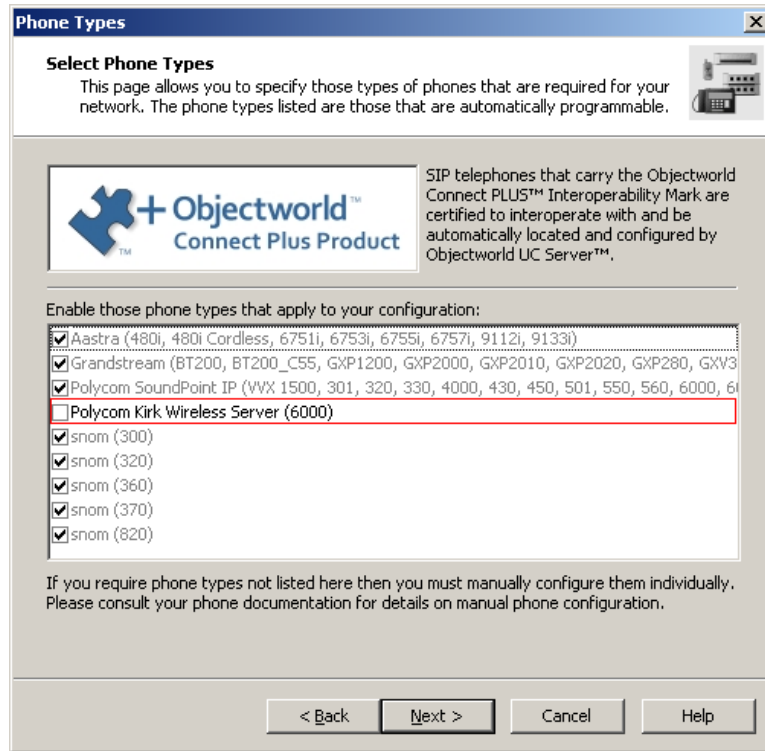 Phone Types
Select Phone Types
This page allows you to specify those types of phones that are required for your
network. The phone types listed are those that are automatically programmable.
+ Objectworld™
Connect Plus Product
TM
SIP telephones that carry the Objectworld
Connect PLUS™ Interoperability Mark are
certified to interoperate with and be
automatically located and configured by
Objectworld UC Server™.
Enable those phone types that apply to your configuration:
Aastra (480i, 480i Cordless, 6751i, 6753i, 6755i, 6757i, 9112i, 9133i)
Grandstream (BT200, BT200_C55, GXP1200, GXP2000, GXP2010, GXP2020, GXP280, GXV3
Polycom SoundPoint IP (VVX 1500, 301, 320, 330, 4000, 430, 450, 501, 550, 560, 6000, 6
Polycom Kirk Wireless Server (6000)
snom (300)
snom (320)
snom (360)
snom (370)
snom (820)
If you require phone types not listed here then you must manually configure them individually.
Please consult your phone documentation for details on manual phone configuration.
< Back
Next >
Cancel
Help